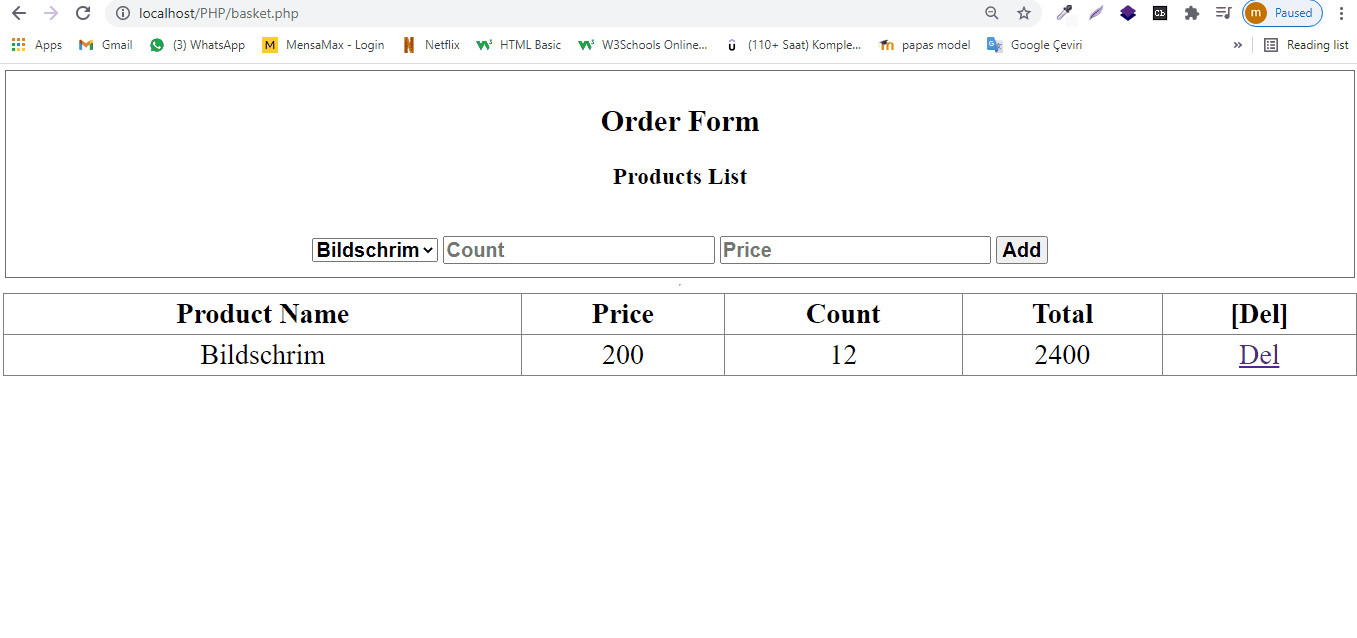 localhost/PHP/basket.php
m Paused
Apps Gmail (3) WhatsApp M MensaMax - Login Netflix HTML Basic W3Schools Online... (110+ Saat) Komple... papas model Google Çeviri » Reading list
Order Form
Products List
Bildschrim Count Price Add
Product Name Price Count Total [Del]
Bildschrim 200 12 2400 Del